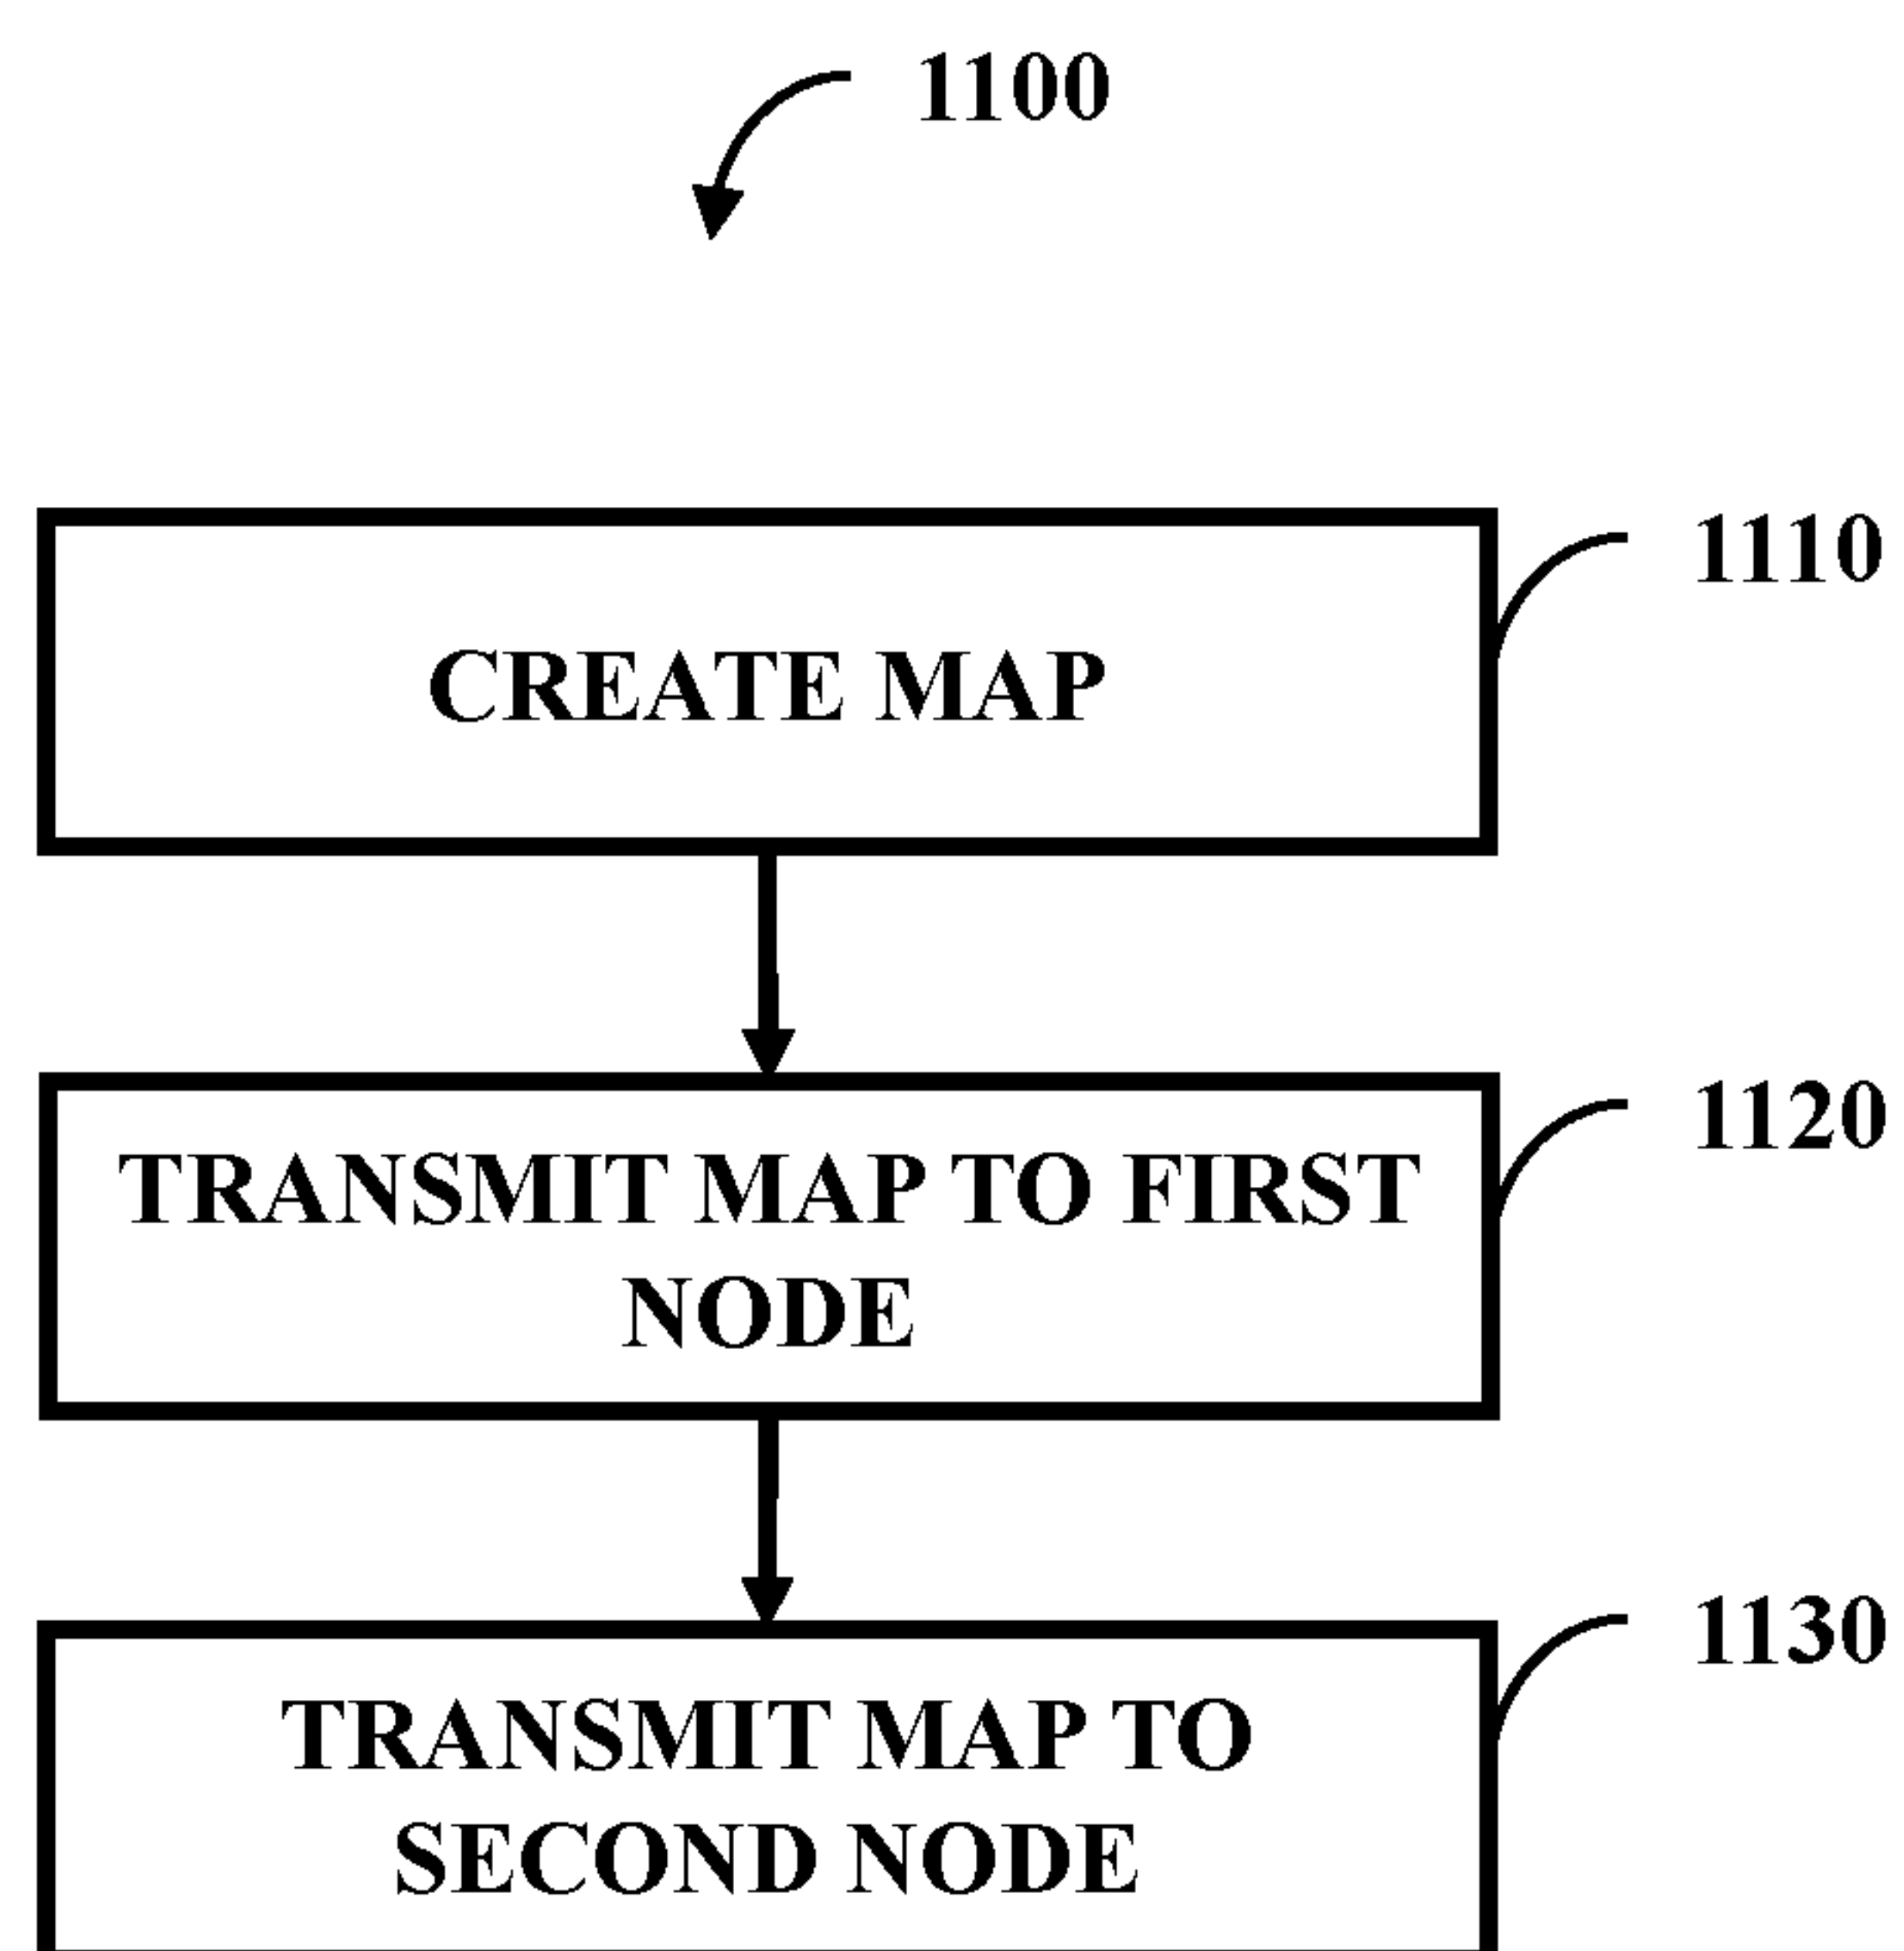 1100
1110
CREATE MAP
1120
TRANSMIT MAP TO FIRST
NODE
1130
TRANSMIT MAP TO
SECOND NODE